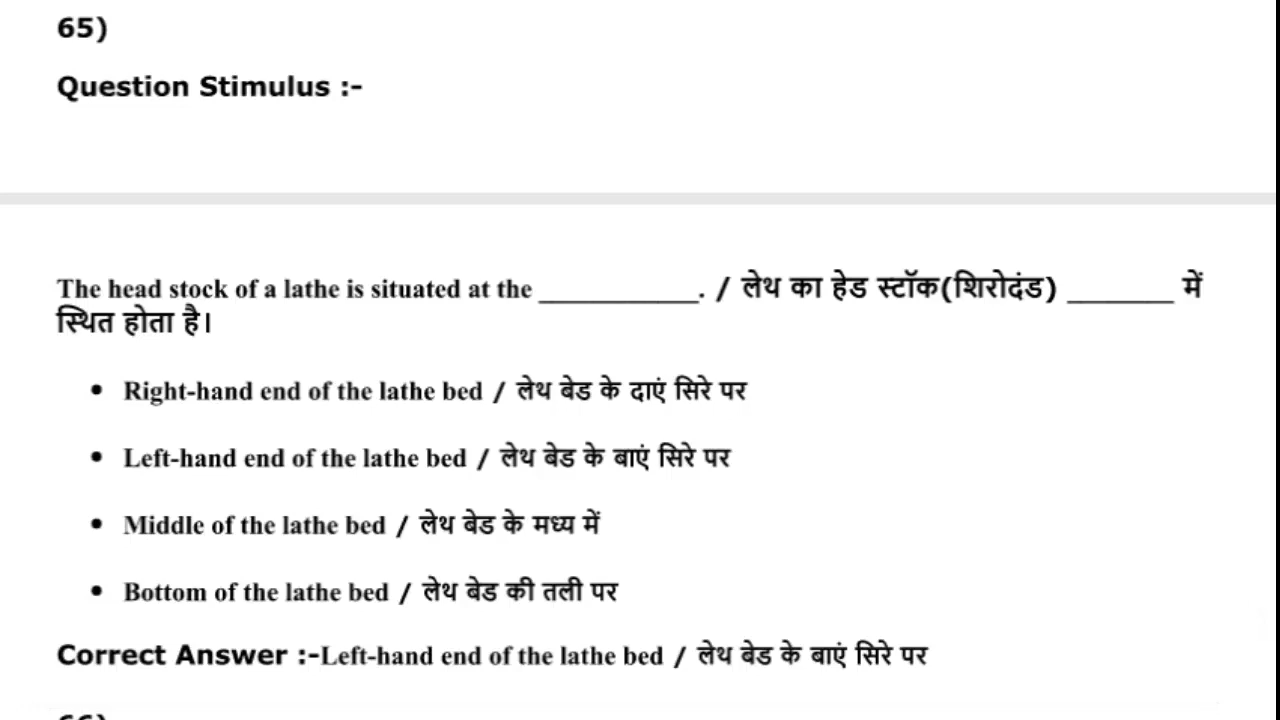 65)
Question Stimulus :-
The head stock of a lathe is situated at the ____________. / लेथ का हेड स्टॉक(शिरोदंड) ________ में
स्थित होता है।
• Right-hand end of the lathe bed / लेथ बेड के दाएं सिरे पर
• Left-hand end of the lathe bed / लेथ बेड के बाएं सिरे पर
• Middle of the lathe bed / लेथ बेड के मध्य में
• Bottom of the lathe bed / लेथ बेड की तली पर
Correct Answer :-Left-hand end of the lathe bed / लेथ बेड के बाएं सिरे पर